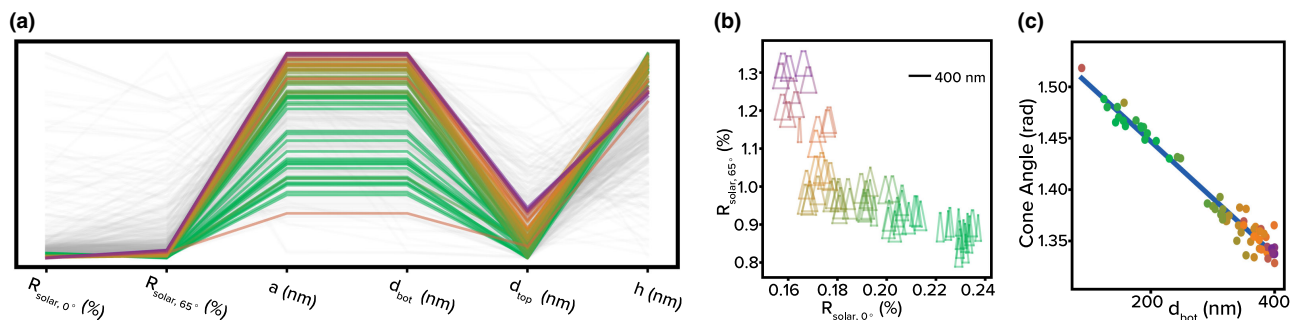 (a)
R_solar, 0° (%)
R_solar, 65° (%)
a (nm)
d_bot (nm)
d_top (nm)
h (nm)
(b)
R_solar, 65° (%)
1.3
1.2
1.1
1.0
0.9
0.8
400 nm
0.16
0.18
0.20
0.22
0.24
R_solar, 0° (%)
(c)
Cone Angle (rad)
1.50
1.45
1.40
1.35
200
400
d_bot (nm)